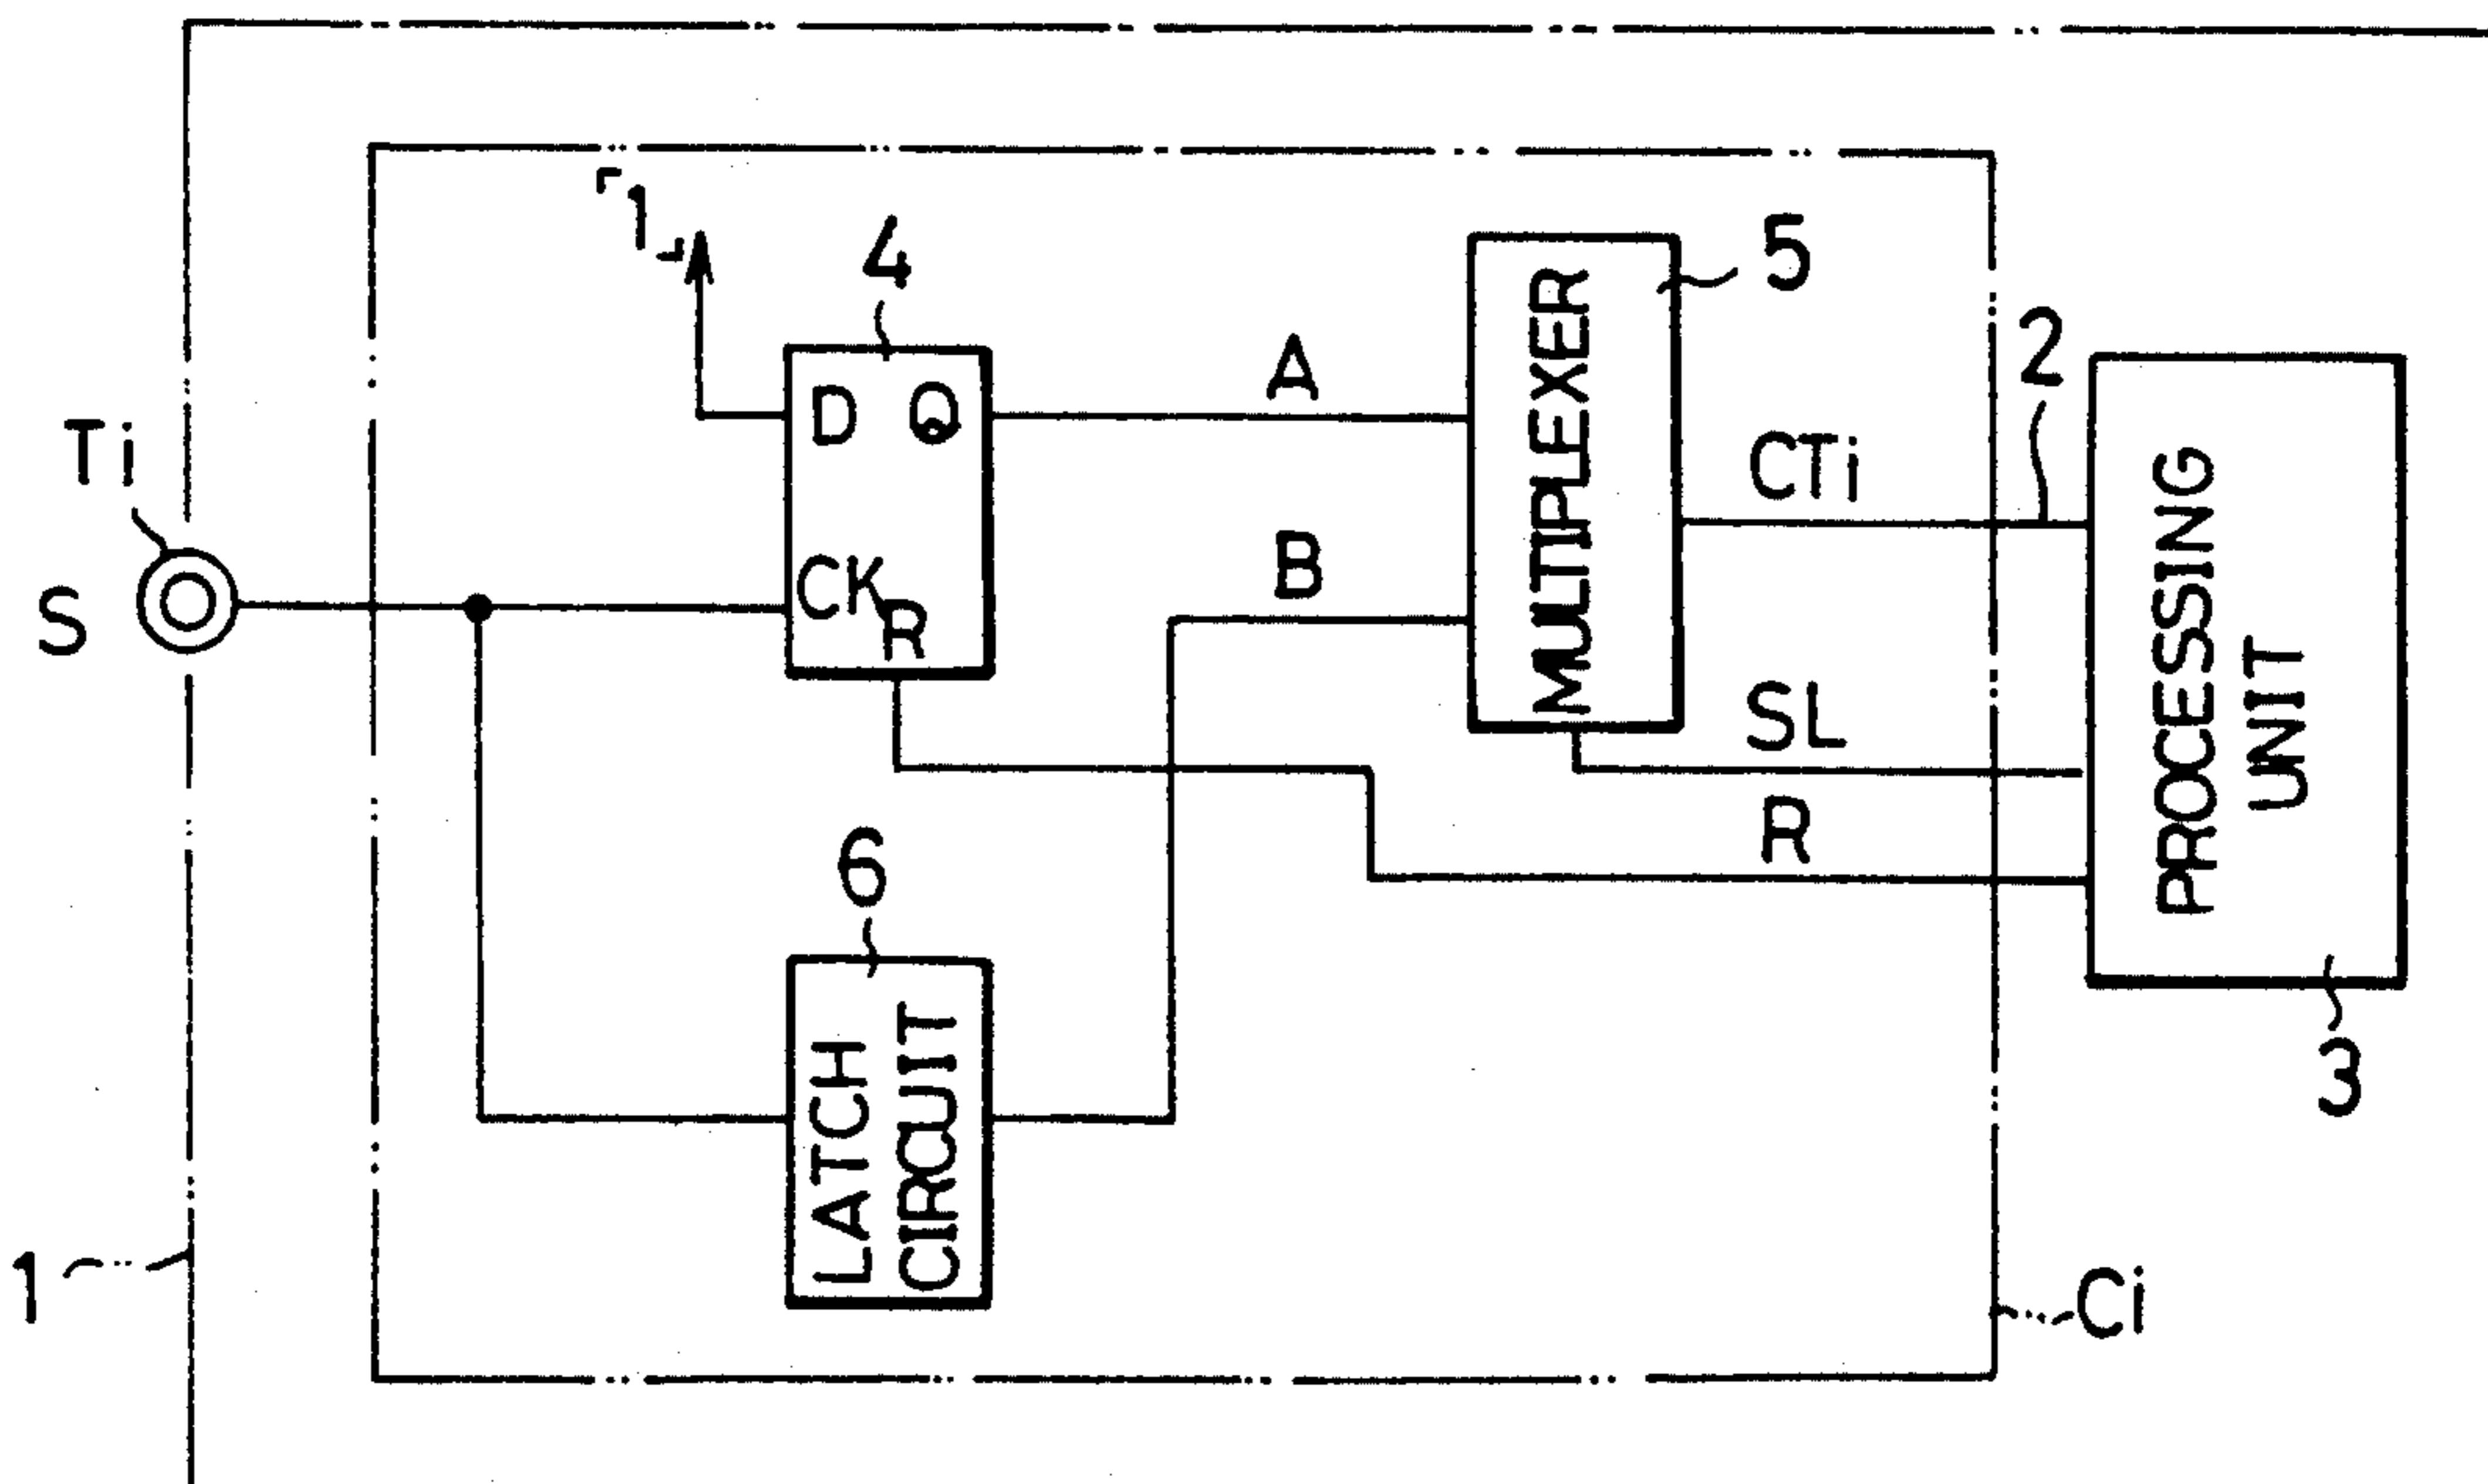 「1」
4
5
2
A
D Q
Ti
CTi
B
CK
R
S
MULTIPLEXER
PROCESSING
UNIT
SL
R
6
LATCH
CIRCUIT
3
1
Ci